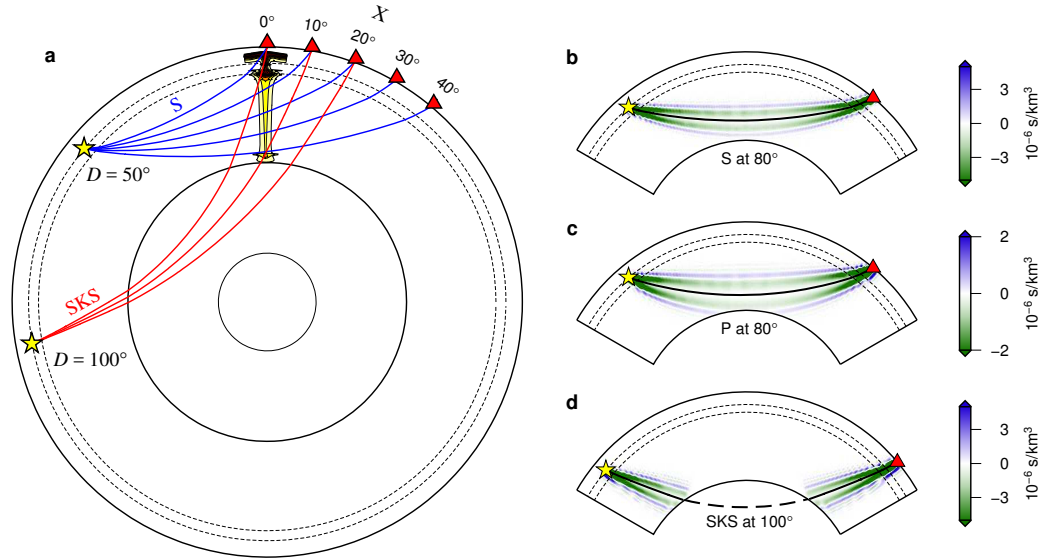 a
0°
10°
20°
30°
40°
X
S
D = 50°
SKS
D = 100°
b
S at 80°
3
0
−3
10⁻⁶ s/km³
c
P at 80°
2
0
−2
10⁻⁶ s/km³
d
SKS at 100°
3
0
−3
10⁻⁶ s/km³